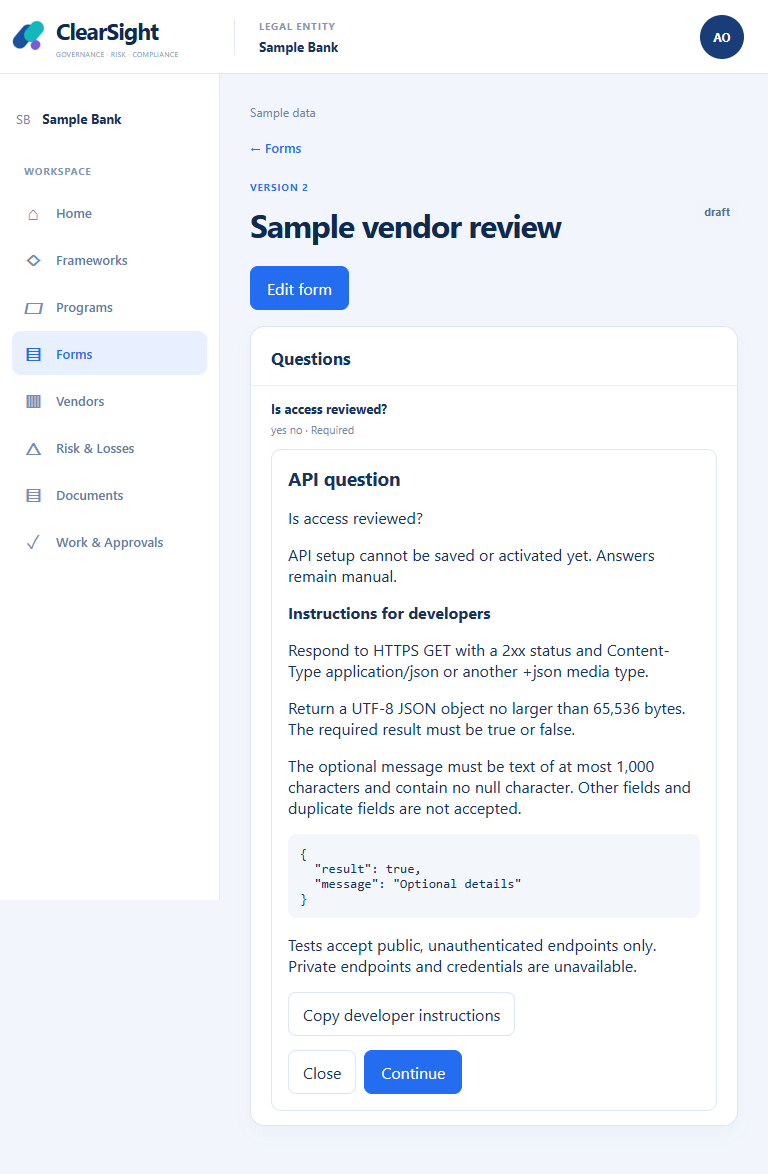 ClearSight
GOVERNANCE · RISK · COMPLIANCE
LEGAL ENTITY
Sample Bank
AO
SB Sample Bank
WORKSPACE
Home
Frameworks
Programs
Forms
Vendors
Risk & Losses
Documents
Work & Approvals
Sample data
← Forms
VERSION 2
Sample vendor review
draft
Edit form
Questions
Is access reviewed?
yes no · Required
API question
Is access reviewed?
API setup cannot be saved or activated yet. Answers
remain manual.
Instructions for developers
Respond to HTTPS GET with a 2xx status and Content-
Type application/json or another +json media type.
Return a UTF-8 JSON object no larger than 65,536 bytes.
The required result must be true or false.
The optional message must be text of at most 1,000
characters and contain no null character. Other fields and
duplicate fields are not accepted.
{
  "result": true,
  "message": "Optional details"
}
Tests accept public, unauthenticated endpoints only.
Private endpoints and credentials are unavailable.
Copy developer instructions
Close
Continue